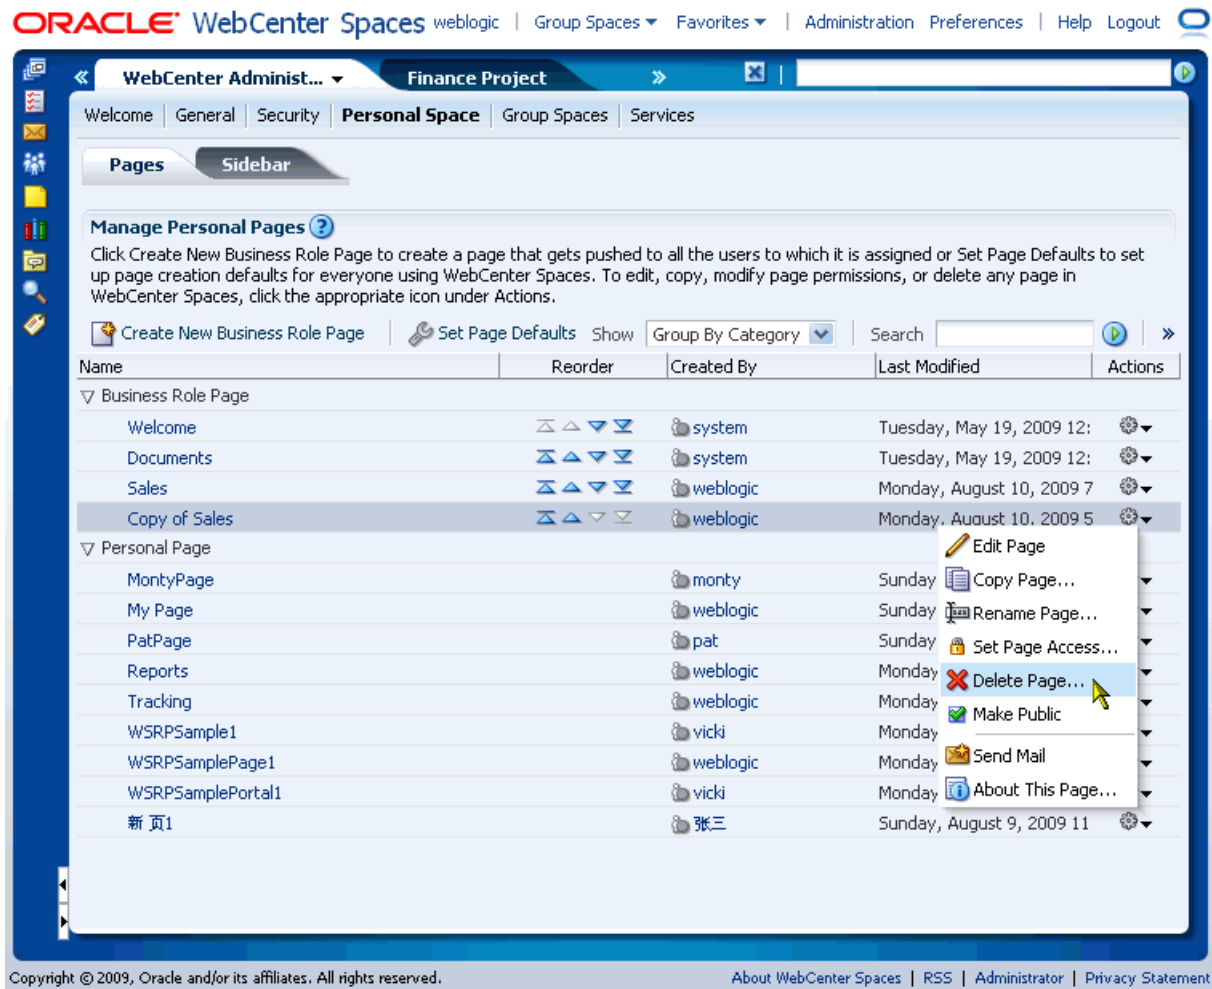 ORACLE WebCenter Spaces weblogic | Group Spaces Favorites | Administration Preferences | Help Logout
WebCenter Administ... Finance Project
Welcome General Security Personal Space Group Spaces Services
Pages Sidebar
Manage Personal Pages ?
Click Create New Business Role Page to create a page that gets pushed to all the users to which it is assigned or Set Page Defaults to set
up page creation defaults for everyone using WebCenter Spaces. To edit, copy, modify page permissions, or delete any page in
WebCenter Spaces, click the appropriate icon under Actions.
Create New Business Role Page Set Page Defaults Show Group By Category Search
Name Reorder Created By Last Modified Actions
Business Role Page
Welcome system Tuesday, May 19, 2009 12:
Documents system Tuesday, May 19, 2009 12:
Sales weblogic Monday, August 10, 2009 7
Copy of Sales weblogic Monday, August 10, 2009 5
Personal Page
MontyPage monty Sunday
My Page weblogic Sunday
PatPage pat Sunday
Reports weblogic Monday
Tracking weblogic Monday
WSRPSample1 vicki Monday
WSRPSamplePage1 weblogic Monday
WSRPSamplePortal1 vicki Monday
新 页1 张三 Sunday, August 9, 2009 11
Edit Page
Copy Page...
Rename Page...
Set Page Access...
Delete Page...
Make Public
Send Mail
About This Page...
Copyright © 2009, Oracle and/or its affiliates. All rights reserved. About WebCenter Spaces | RSS | Administrator | Privacy Statement